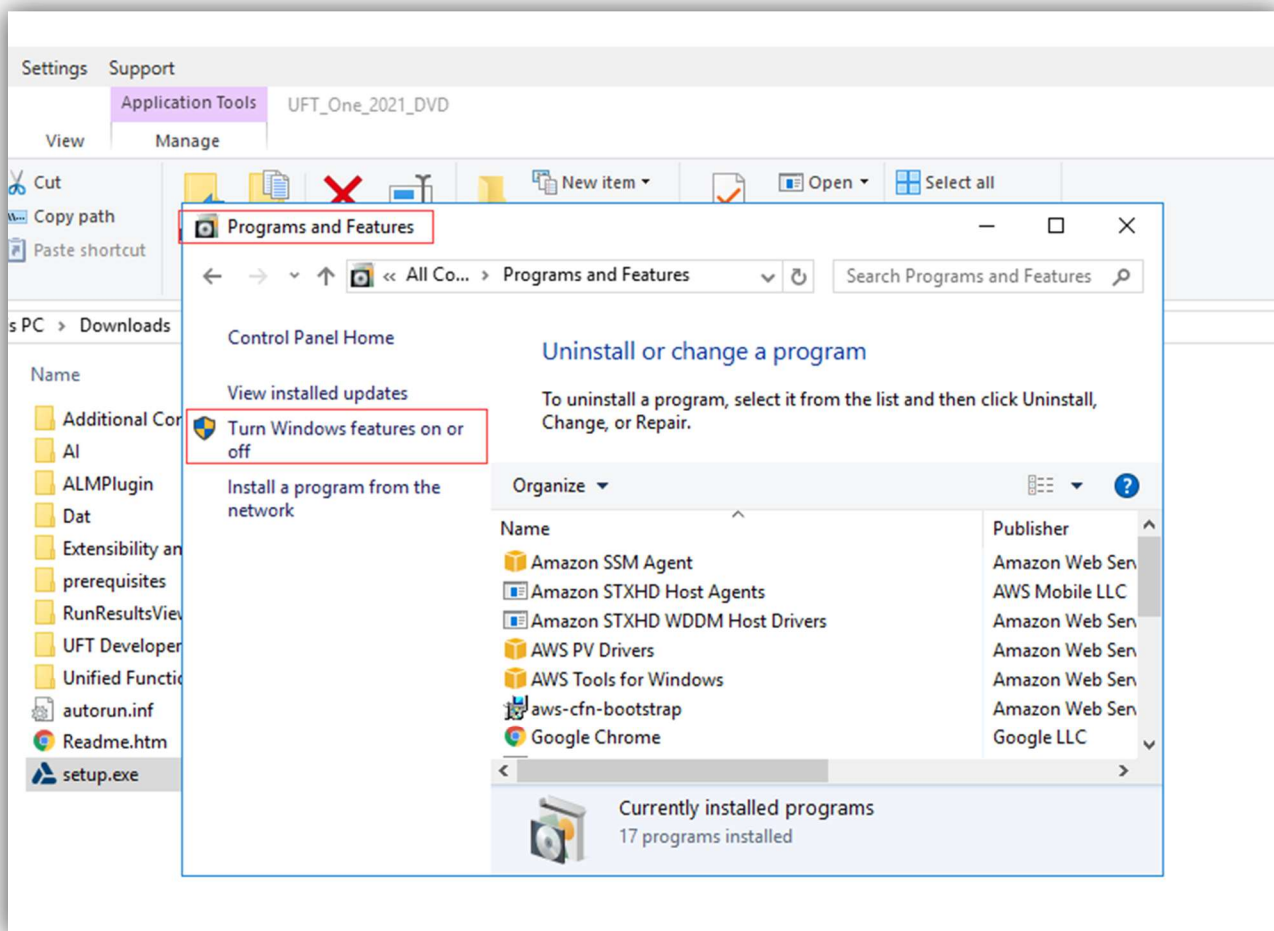 Settings Support
Application Tools UFT_One_2021_DVD
View Manage
Cut
Copy path
Paste shortcut
New item
Open
Select all
Programs and Features
« All Co... › Programs and Features
Search Programs and Features
s PC › Downloads
Control Panel Home
View installed updates
Turn Windows features on or
off
Install a program from the
network
Uninstall or change a program
To uninstall a program, select it from the list and then click Uninstall,
Change, or Repair.
Organize
Name Publisher
Amazon SSM Agent Amazon Web Ser
Amazon STXHD Host Agents AWS Mobile LLC
Amazon STXHD WDDM Host Drivers Amazon Web Ser
AWS PV Drivers Amazon Web Ser
AWS Tools for Windows Amazon Web Ser
aws-cfn-bootstrap Amazon Web Ser
Google Chrome Google LLC
Currently installed programs
17 programs installed
Name
Additional Cor
AI
ALMPlugin
Dat
Extensibility an
prerequisites
RunResultsView
UFT Developer
Unified Functio
autorun.inf
Readme.htm
setup.exe